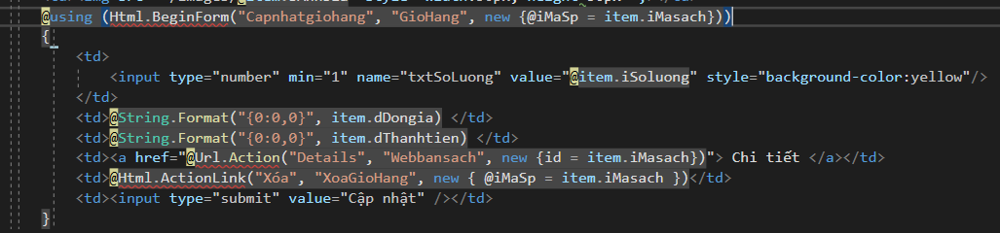 @using (Html.BeginForm("Capnhatgiohang", "GioHang", new {@iMaSp = item.iMasach}))
{
<td>
<input type="number" min="1" name="txtSoLuong" value="@item.iSoluong" style="background-color:yellow"/>
</td>
<td>@String.Format("{0:0,0}", item.dDongia) </td>
<td>@String.Format("{0:0,0}", item.dThanhtien) </td>
<td><a href="@Url.Action("Details", "Webbansach", new {id = item.iMasach})"> Chi tiết </a></td>
<td>@Html.ActionLink("Xóa", "XoaGioHang", new { @iMaSp = item.iMasach })</td>
<td><input type="submit" value="Cập nhật" /></td>
}